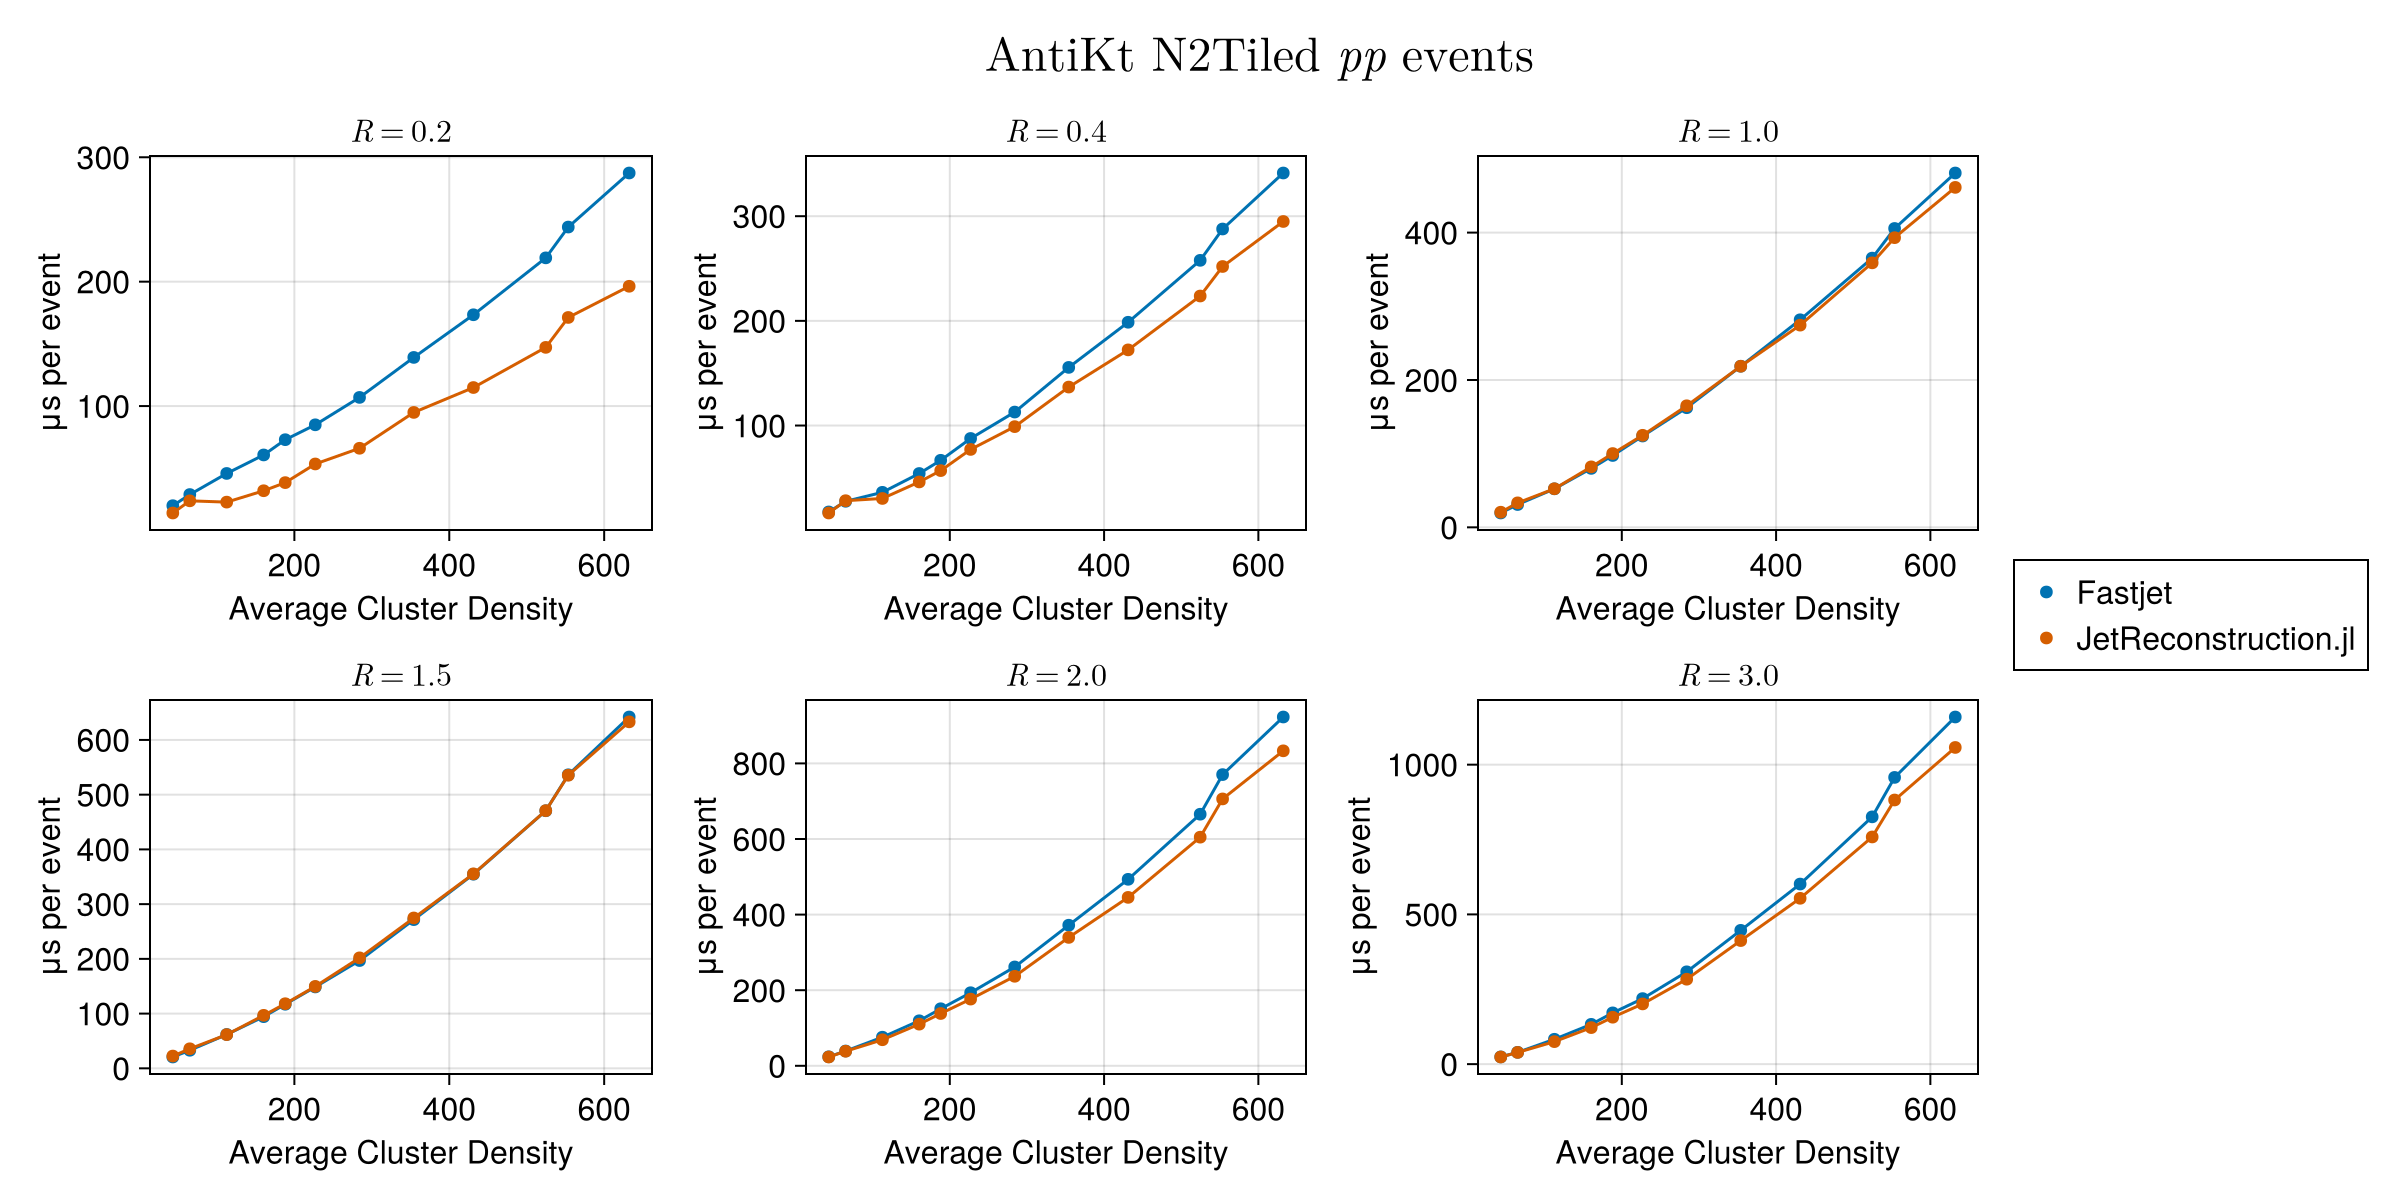 AntiKt N2Tiled pp events
R = 0.2
300
200
100
µs per event
200 400 600
Average Cluster Density
R = 0.4
300
200
100
µs per event
200 400 600
Average Cluster Density
R = 1.0
400
200
0
µs per event
200 400 600
Average Cluster Density
Fastjet
JetReconstruction.jl
R = 1.5
600
500
400
300
200
100
0
µs per event
200 400 600
Average Cluster Density
R = 2.0
800
600
400
200
0
µs per event
200 400 600
Average Cluster Density
R = 3.0
1000
500
0
µs per event
200 400 600
Average Cluster Density